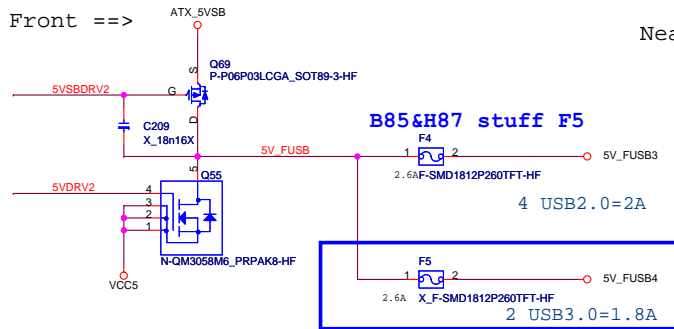 Front ==>
ATX_5VSB
Nea
Q69
P-P06P03LCGA_SOT89-3-HF
S
5VSBDRV2
G
D
C209
X_18n16X
B85&H87 stuff F5
F4
5V_FUSB
1
2
5V_FUSB3
2.6A
F-SMD1812P260TFT-HF
5
Q55
5VDRV2
4
3
2
1
4 USB2.0=2A
N-QM3058M6_PRPAK8-HF
VCC5
F5
1
2
5V_FUSB4
2.6A
X_F-SMD1812P260TFT-HF
2 USB3.0=1.8A